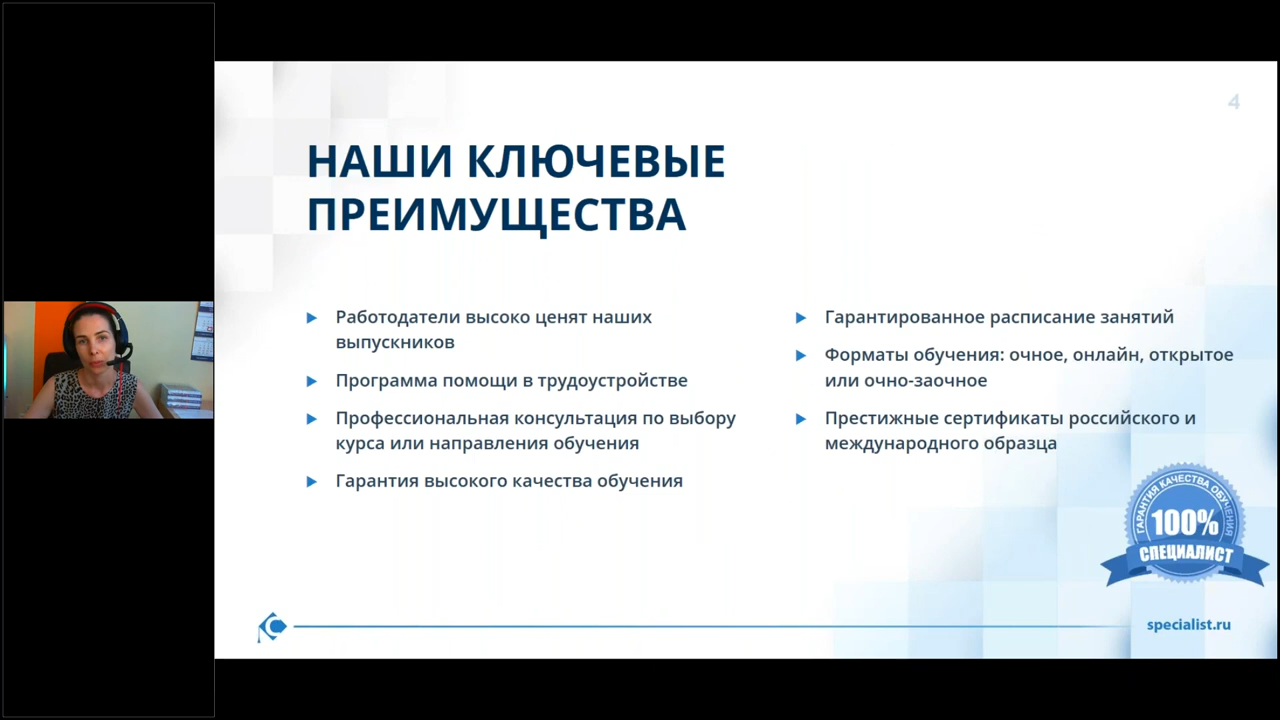 4
НАШИ КЛЮЧЕВЫЕ
ПРЕИМУЩЕСТВА
Работодатели высоко ценят наших
выпускников
Программа помощи в трудоустройстве
Профессиональная консультация по выбору
курса или направления обучения
Гарантия высокого качества обучения
Гарантированное расписание занятий
Форматы обучения: очное, онлайн, открытое
или очно-заочное
Престижные сертификаты российского и
международного образца
ГАРАНТИЯ КАЧЕСТВА ОБУЧЕНИЯ
100%
СПЕЦИАЛИСТ
specialist.ru